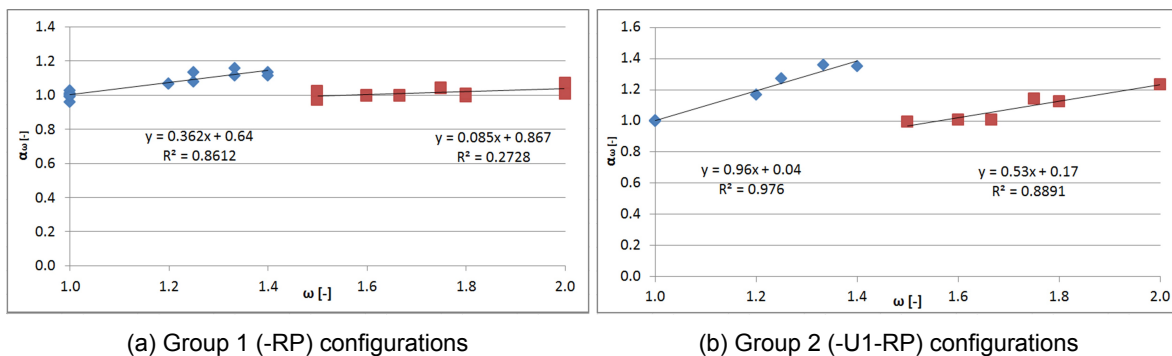 1.4
1.2
1.0
0.8
0.6
0.4
0.2
0.0
αω [-]
y = 0.362x + 0.64
R² = 0.8612
y = 0.085x + 0.867
R² = 0.2728
1.0 1.2 1.4 1.6 1.8 2.0
ω [-]
(a) Group 1 (-RP) configurations
1.6
1.4
1.2
1.0
0.8
0.6
0.4
0.2
0.0
αω [-]
y = 0.96x + 0.04
R² = 0.976
y = 0.53x + 0.17
R² = 0.8891
1.0 1.2 1.4 1.6 1.8 2.0
ω [-]
(b) Group 2 (-U1-RP) configurations